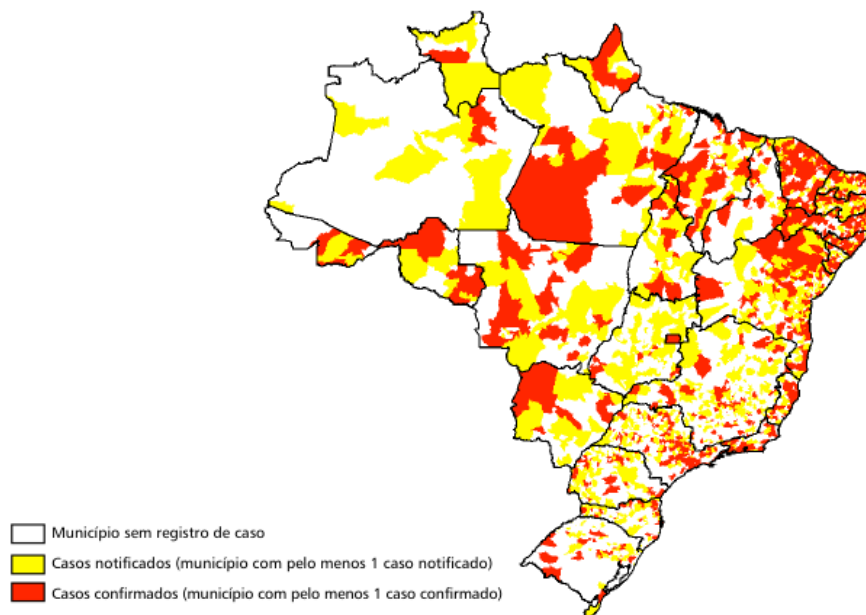 Município sem registro de caso
Casos notificados (município com pelo menos 1 caso notificado)
Casos confirmados (município com pelo menos 1 caso confirmado)